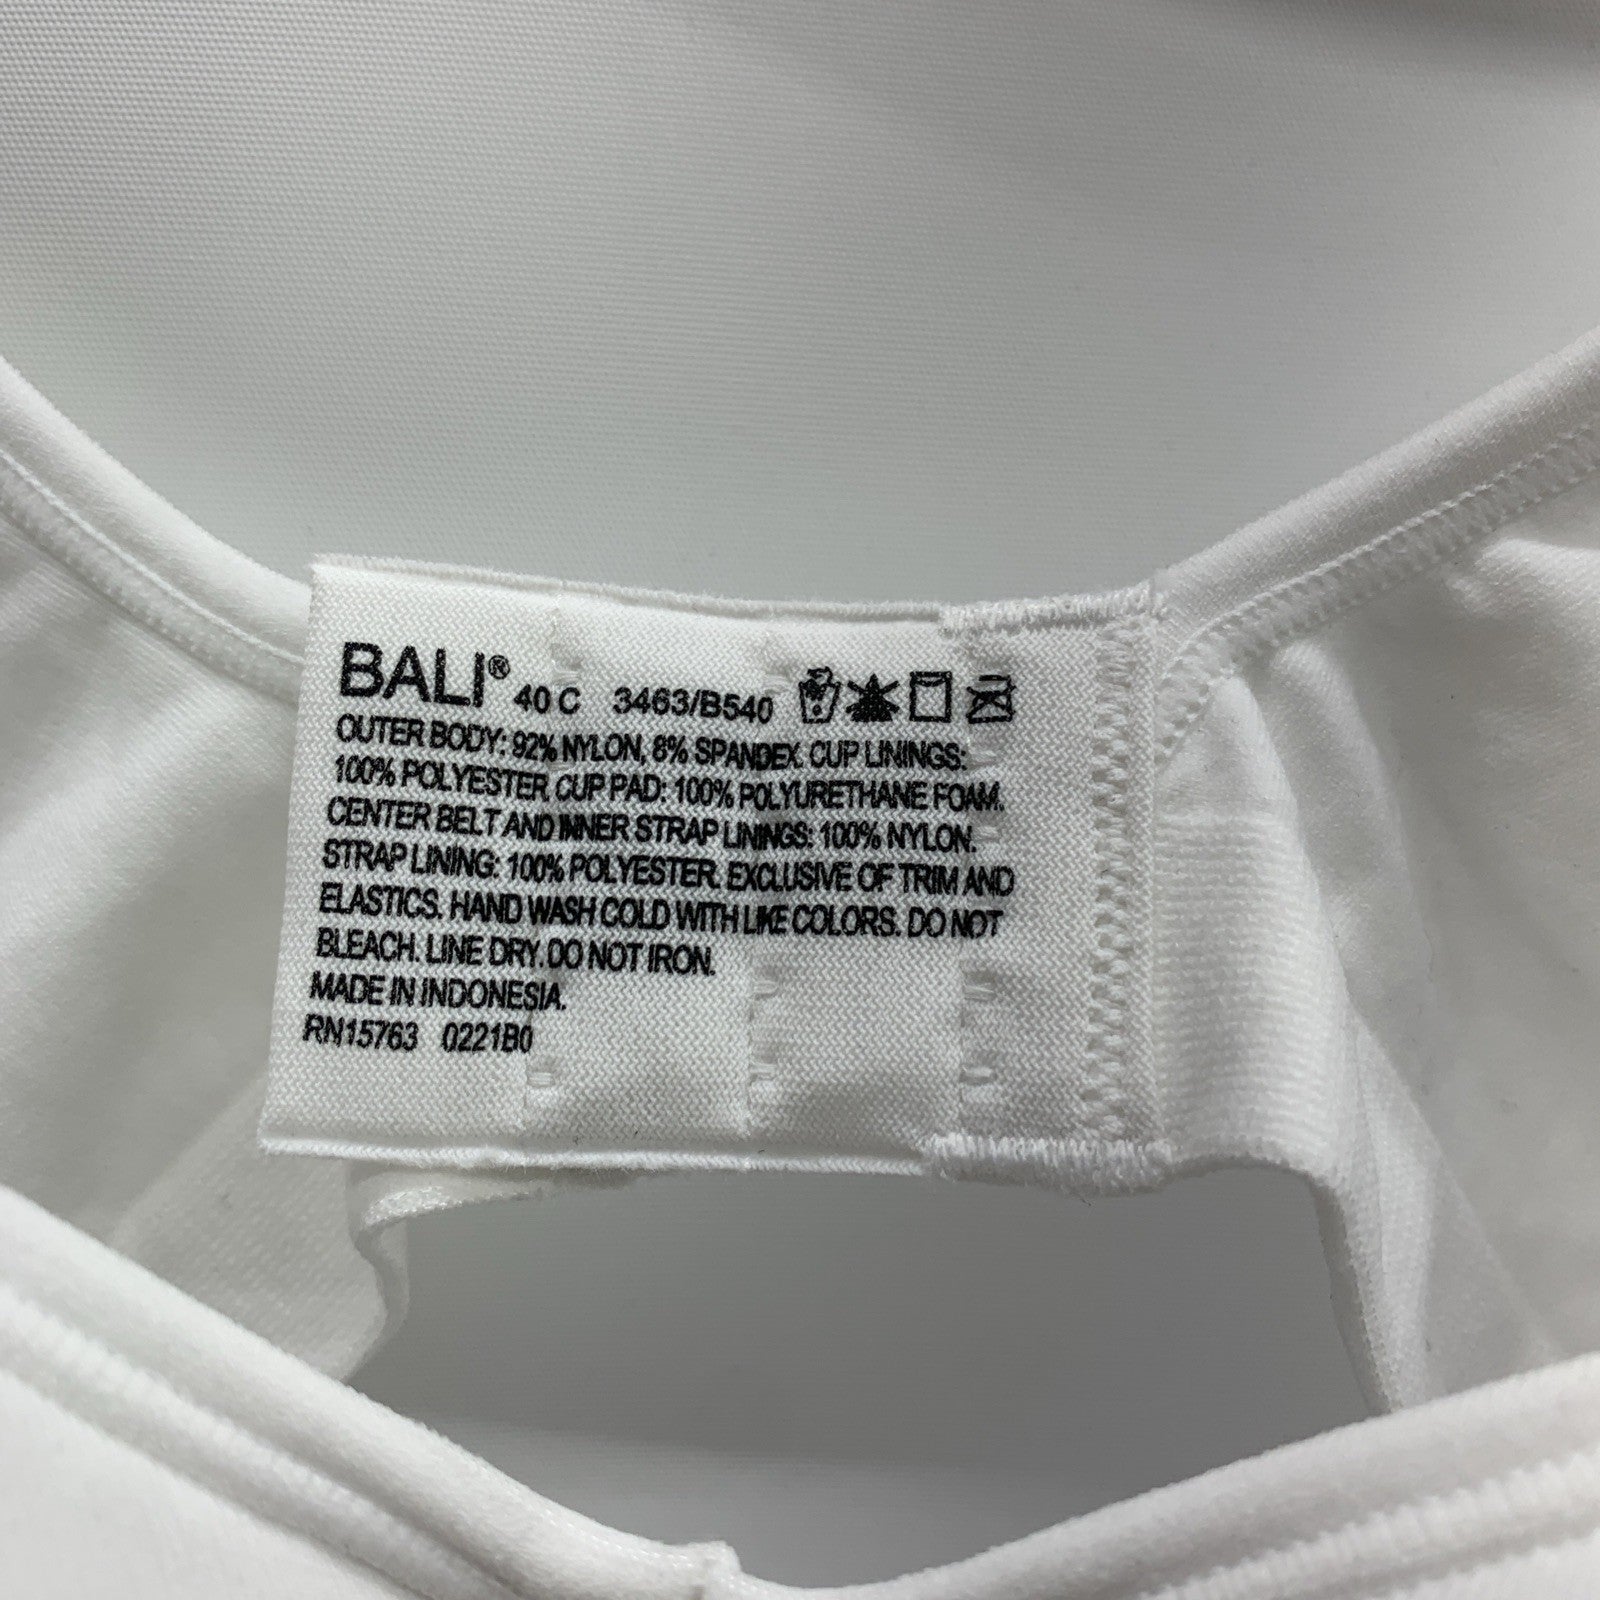 BALI® 40 C 3463/B540
OUTER BODY: 92% NYLON, 8% SPANDEX. CUP LININGS:
100% POLYESTER. CUP PAD: 100% POLYURETHANE FOAM.
CENTER BELT AND INNER STRAP LININGS: 100% NYLON.
STRAP LINING: 100% POLYESTER. EXCLUSIVE OF TRIM AND
ELASTICS. HAND WASH COLD WITH LIKE COLORS. DO NOT
BLEACH. LINE DRY. DO NOT IRON.
MADE IN INDONESIA.
RN15763 0221B0